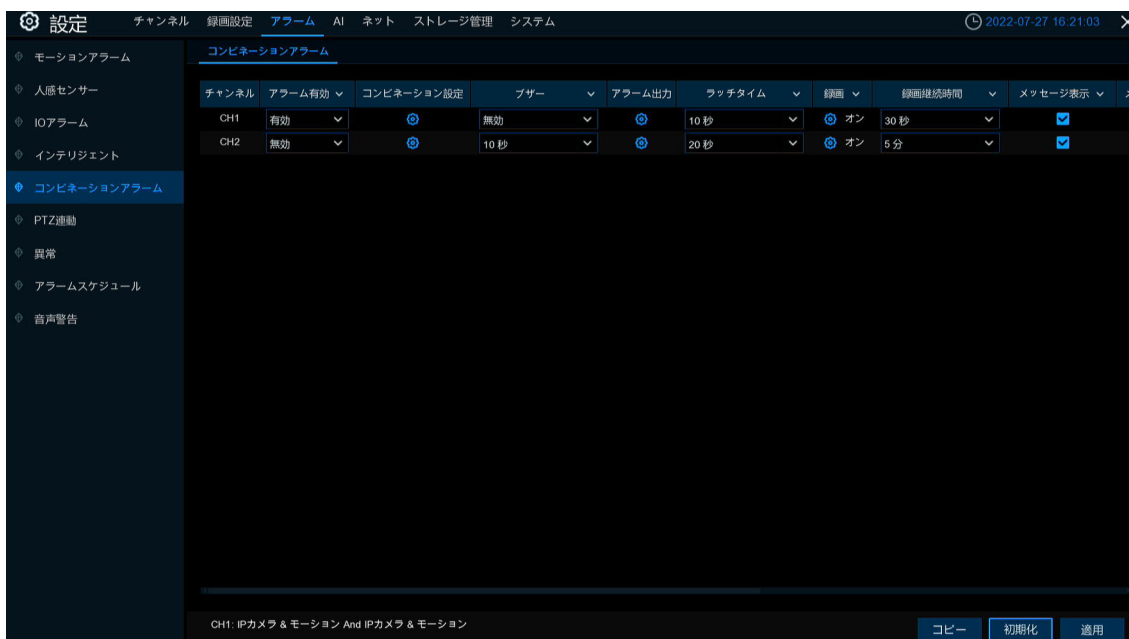 設定 チャンネル 録画設定 アラーム AI ネット ストレージ管理 システム 2022-07-27 16:21:03
モーションアラーム
人感センサー
IOアラーム
インテリジェント
コンビネーションアラーム
PTZ連動
異常
アラームスケジュール
音声警告
コンビネーションアラーム
チャンネル アラーム有効 コンビネーション設定 ブザー アラーム出力 ラッチタイム 録画 録画継続時間 メッセージ表示
CH1 有効 無効 10 秒 オン 30 秒
CH2 無効 10 秒 20 秒 オン 5 分
CH1: IPカメラ & モーション And IPカメラ & モーション
コピー 初期化 適用